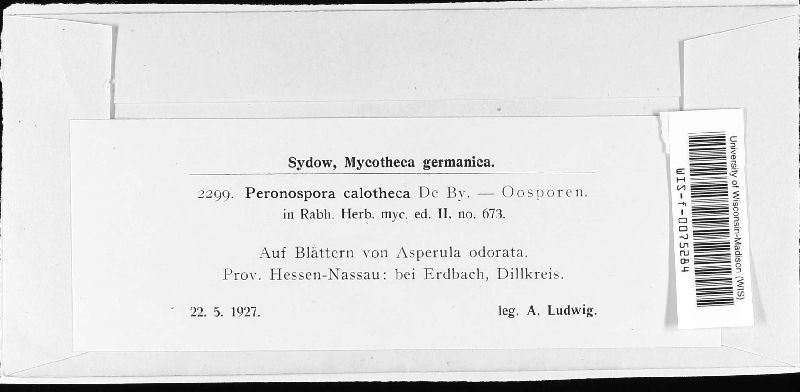 Sydow, Mycotheca germanica.
2299. Peronospora calotheca De By. — Oosporen.
in Rabh. Herb. myc. ed. II, no. 673.
Auf Blättern von Asperula odorata.
Prov. Hessen-Nassau: bei Erdbach, Dillkreis.
22. 5. 1927. leg. A. Ludwig.
University of Wisconsin-Madison (WIS)
WIS-f-0075284